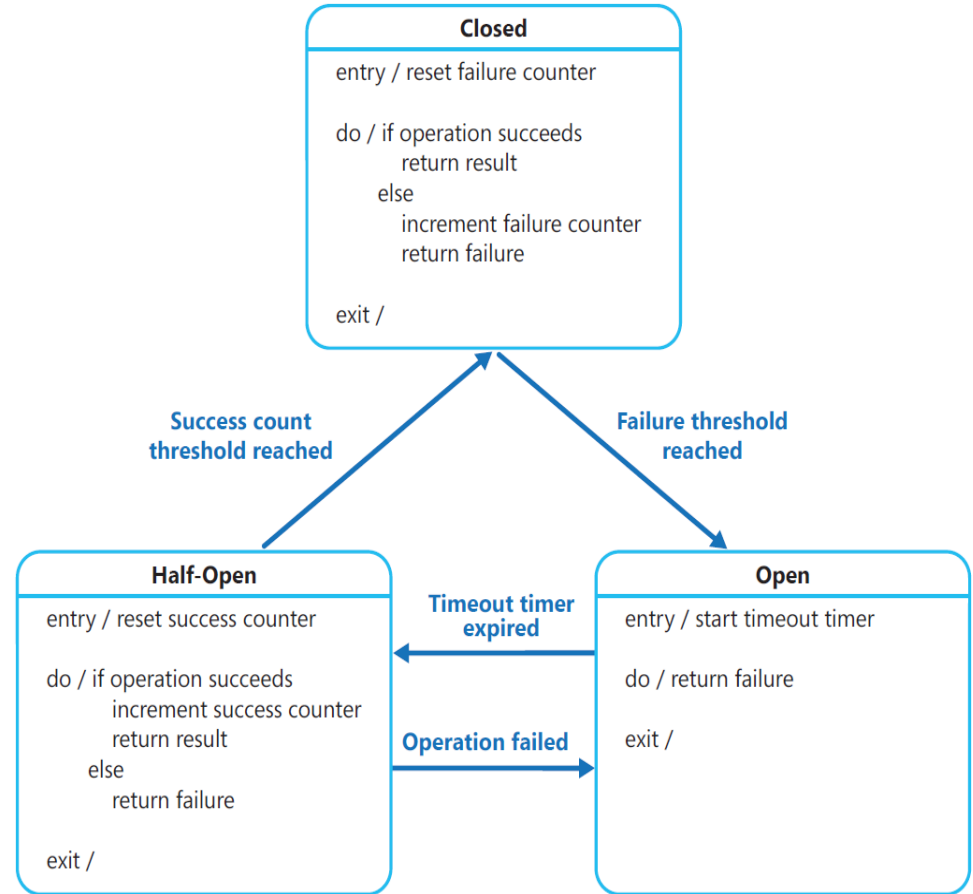 Closed
entry / reset failure counter
do / if operation succeeds
return result
else
increment failure counter
return failure
exit /
Success count
threshold reached
Failure threshold
reached
Half-Open
entry / reset success counter
do / if operation succeeds
increment success counter
return result
else
return failure
exit /
Timeout timer
expired
Operation failed
Open
entry / start timeout timer
do / return failure
exit /